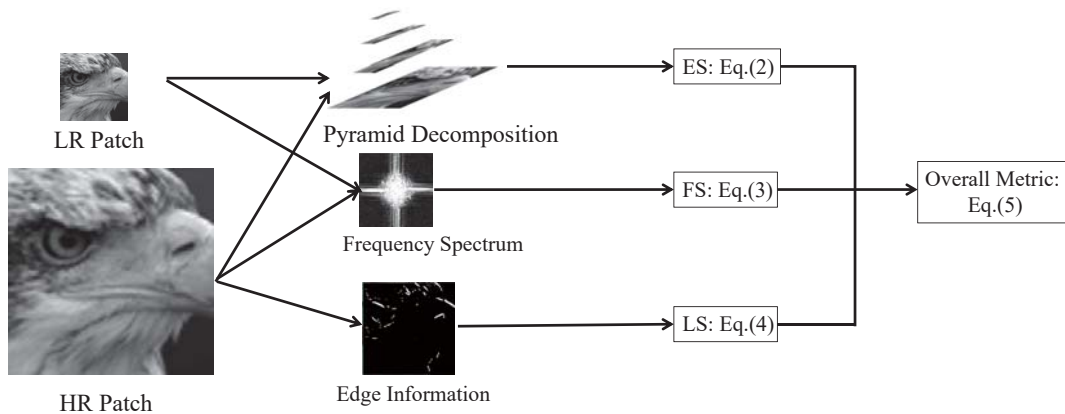 LR Patch
HR Patch
Pyramid Decomposition
Frequency Spectrum
Edge Information
ES: Eq.(2)
FS: Eq.(3)
LS: Eq.(4)
Overall Metric:
Eq.(5)